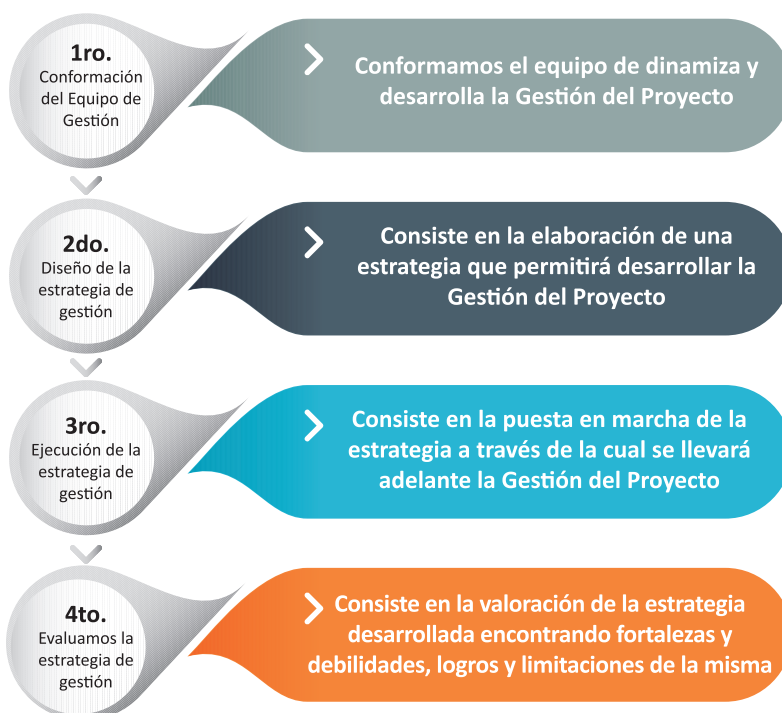 1ro.
Conformación
del Equipo de
Gestión
Conformamos el equipo de dinamiza y
desarrolla la Gestión del Proyecto
2do.
Diseño de la
estrategia de
gestión
Consiste en la elaboración de una
estrategia que permitirá desarrollar la
Gestión del Proyecto
3ro.
Ejecución de la
estrategia de
gestión
Consiste en la puesta en marcha de la
estrategia a través de la cual se llevará
adelante la Gestión del Proyecto
4to.
Evaluamos la
estrategia de
gestión
Consiste en la valoración de la estrategia
desarrollada encontrando fortalezas y
debilidades, logros y limitaciones de la misma